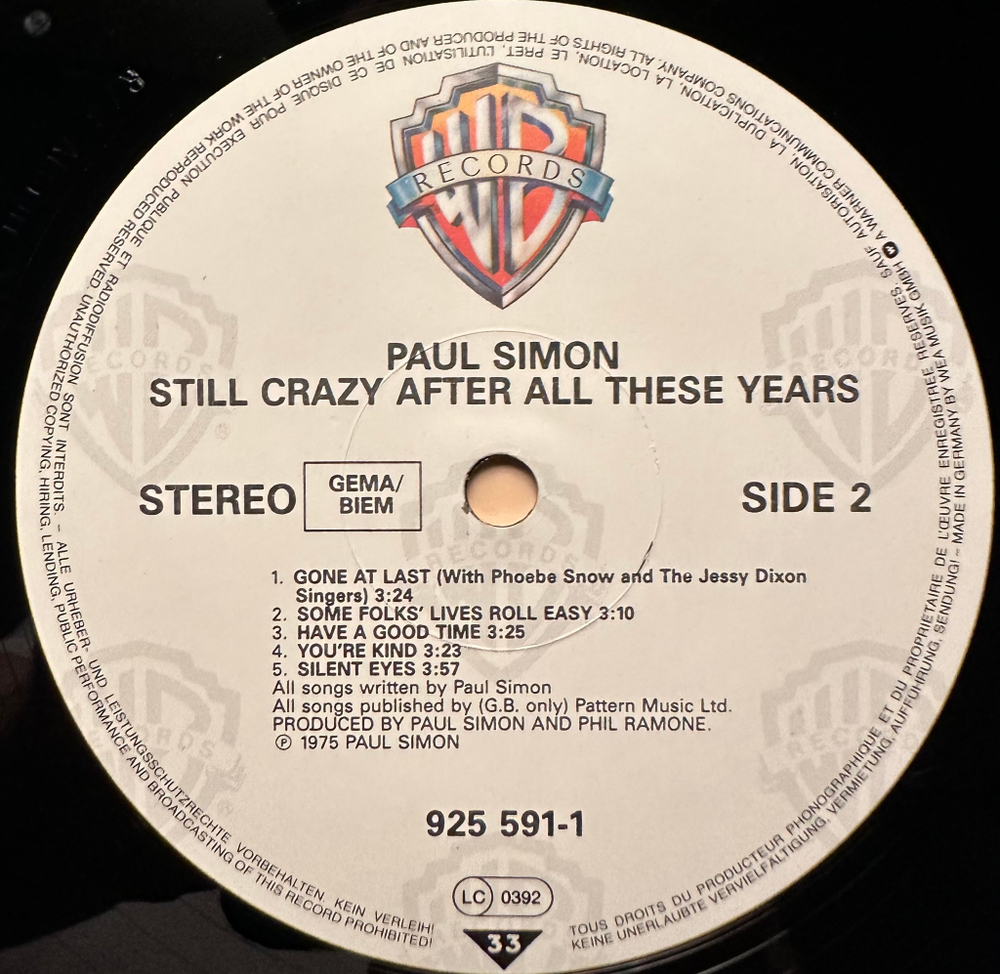 WB
RECORDS
PAUL SIMON
STILL CRAZY AFTER ALL THESE YEARS
STEREO
GEMA/
BIEM
SIDE 2
1. GONE AT LAST (With Phoebe Snow and The Jessy Dixon
Singers) 3:24
2. SOME FOLKS' LIVES ROLL EASY 3:10
3. HAVE A GOOD TIME 3:25
4. YOU'RE KIND 3:23
5. SILENT EYES 3:57
All songs written by Paul Simon
All songs published by (G.B. only) Pattern Music Ltd.
PRODUCED BY PAUL SIMON AND PHIL RAMONE.
Ⓟ 1975 PAUL SIMON
925 591-1
LC 0392
33
TOUS DROITS DU PRODUCTEUR PHONOGRAPHIQUE ET DU PROPRIETAIRE DE L'ŒUVRE ENREGISTREE RESERVES. SAUF AUTORISATION, LA DUPLICATION, LA LOCATION, LE PRET, L'UTILISATION DE CE DISQUE POUR EXECUTION PUBLIQUE ET RADIODIFFUSION SONT INTERDITS – ALLE URHEBER- UND LEISTUNGSSCHUTZRECHTE VORBEHALTEN. KEIN VERLEIH!
KEINE UNERLAUBTE VERVIELFÄLTIGUNG, VERMIETUNG, AUFFÜHRUNG, SENDUNG! – MADE IN GERMANY BY WEA MUSIK GMBH A WARNER COMMUNICATIONS COMPANY. ALL RIGHTS OF THE PRODUCER AND OF THE OWNER OF THE WORK REPRODUCED RESERVED. UNAUTHORIZED COPYING, HIRING, LENDING, PUBLIC PERFORMANCE AND BROADCASTING OF THIS RECORD PROHIBITED!